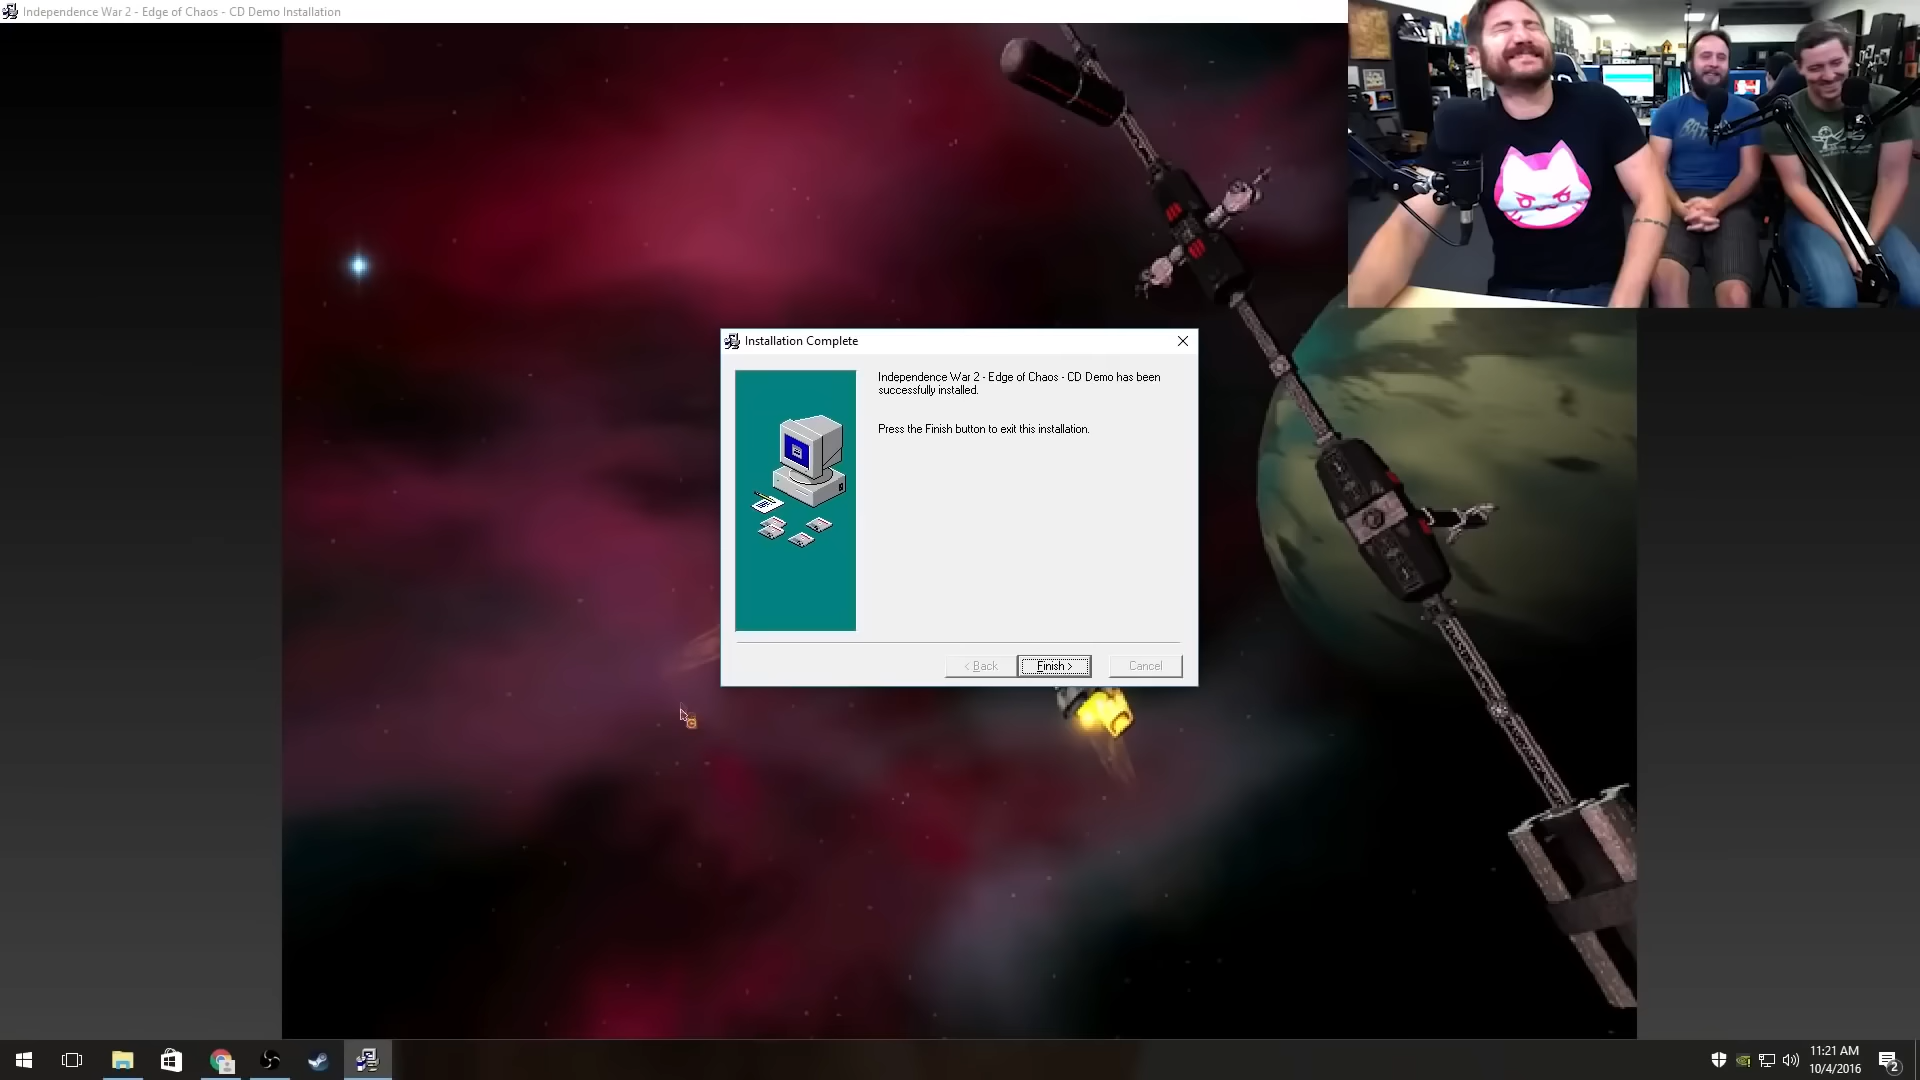 Independence War 2 - Edge of Chaos - CD Demo Installation
Installation Complete
Independence War 2 - Edge of Chaos - CD Demo has been
successfully installed.
Press the Finish button to exit this installation.
< Back
Finish >
Cancel
11:21 AM
10/4/2016
2